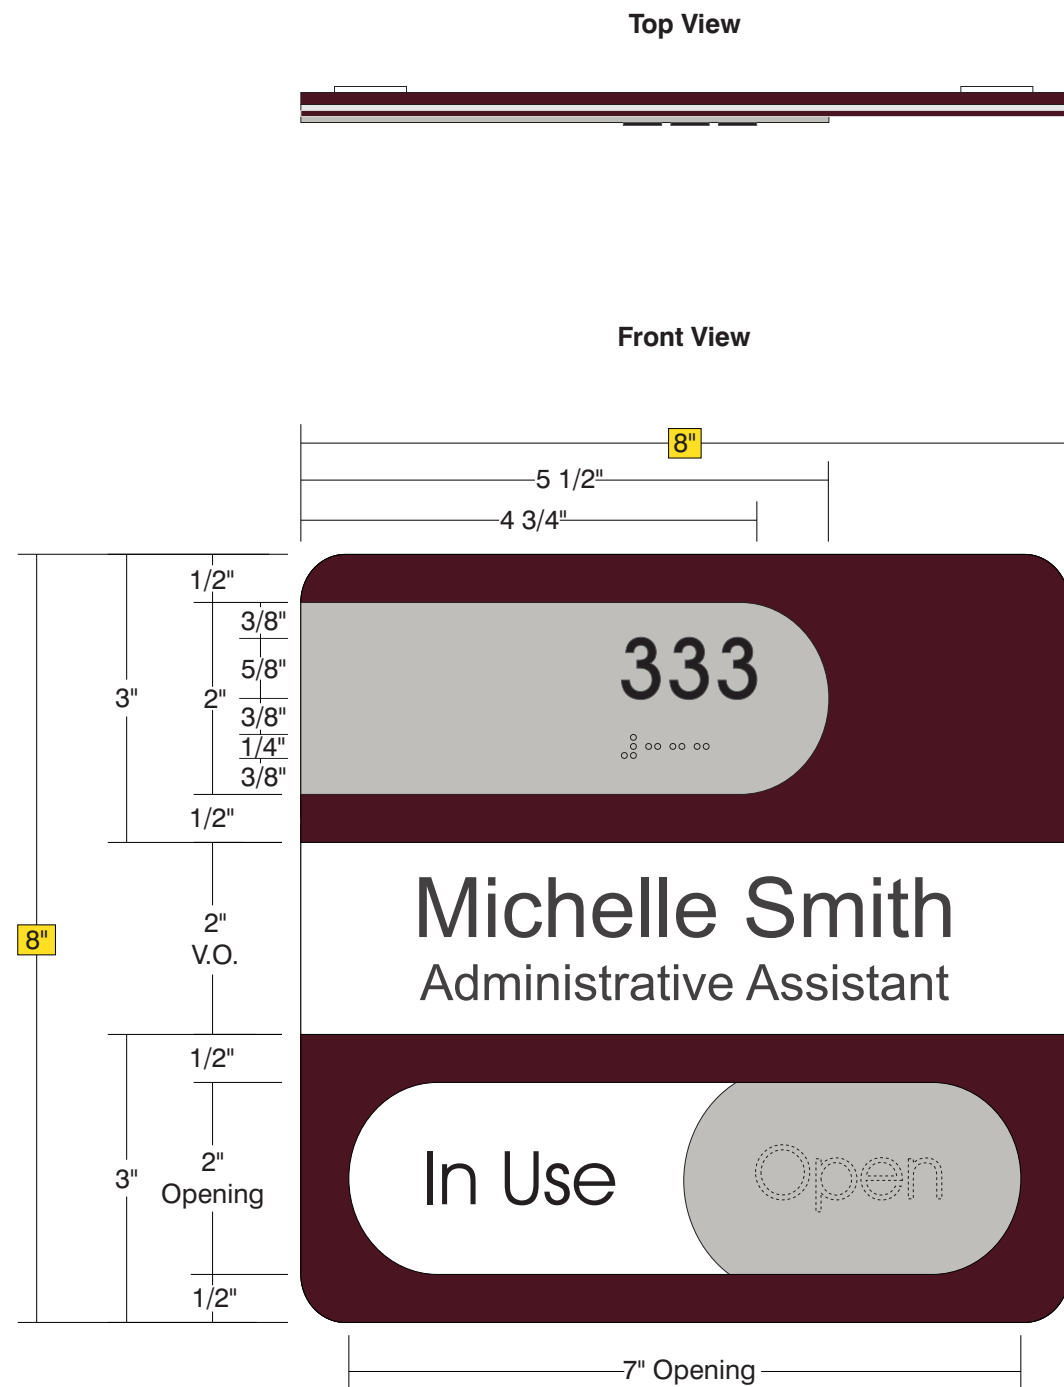 Top View
Front View
8"
5 1/2"
4 3/4"
1/2"
3/8"
5/8"
3"
2"
3/8"
1/4"
3/8"
1/2"
333
⠼⠒⠒⠒
8"
2"
V.O.
Michelle Smith
Administrative Assistant
1/2"
3"
2"
Opening
In Use
Open
1/2"
7" Opening